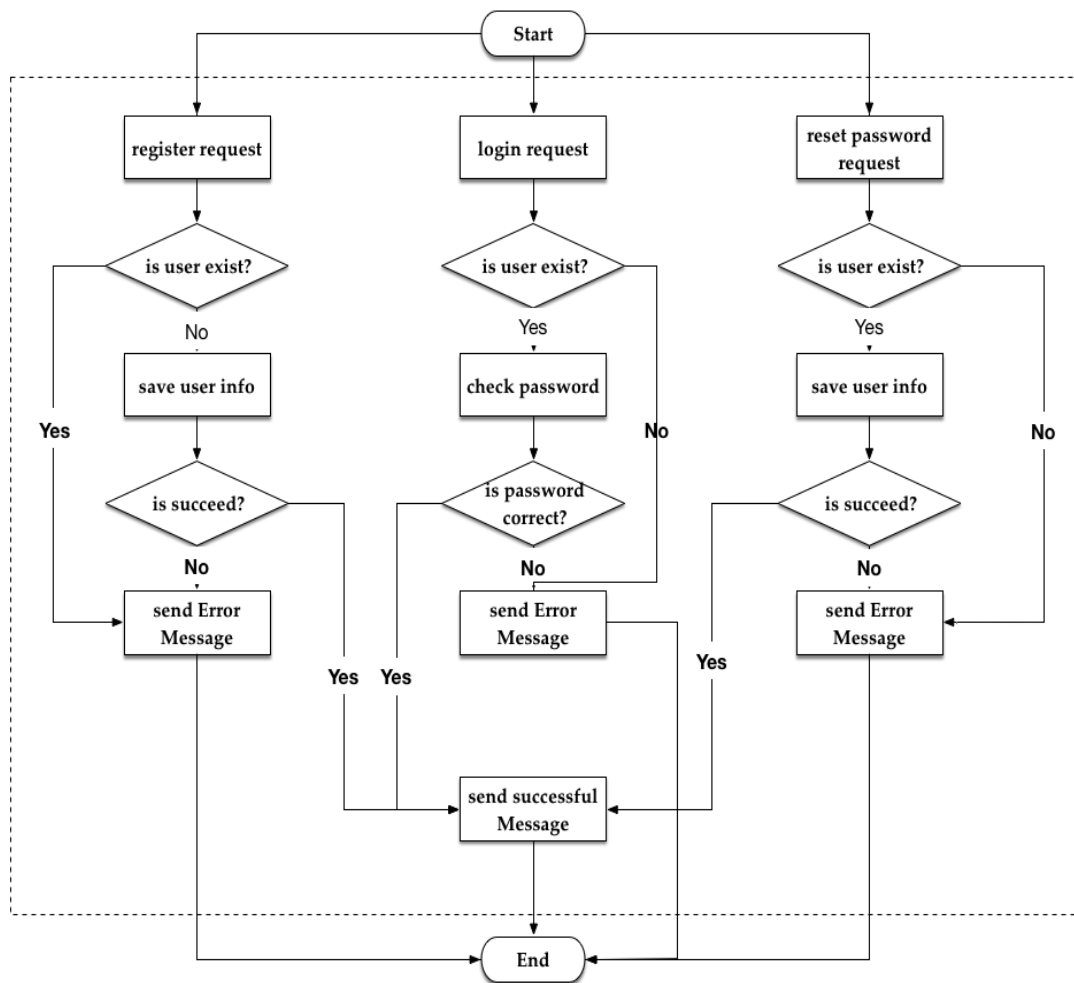 Start
register request
login request
reset password
request
is user exist?
is user exist?
is user exist?
No
Yes
Yes
save user info
check password
save user info
Yes
No
No
is succeed?
is password
correct?
is succeed?
No
No
No
send Error
Message
send Error
Message
send Error
Message
Yes
Yes
Yes
send successful
Message
End